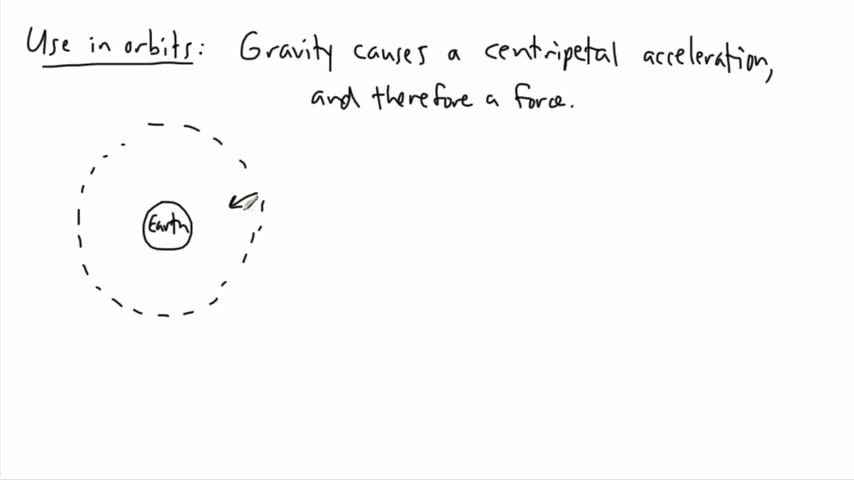 Use in orbits: Gravity causes a centripetal acceleration,
and therefore a force.
Earth